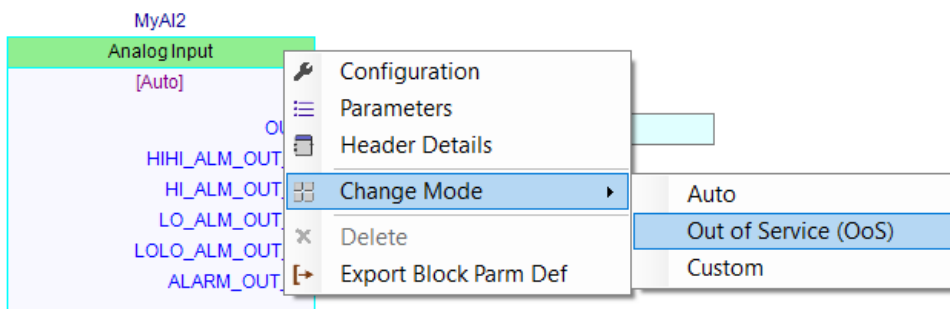 MyAI2
Analog Input
[Auto]
OU
HIHI_ALM_OUT_
HI_ALM_OUT_
LO_ALM_OUT_
LOLO_ALM_OUT_
ALARM_OUT_
Configuration
Parameters
Header Details
Change Mode
Delete
Export Block Parm Def
Auto
Out of Service (OoS)
Custom